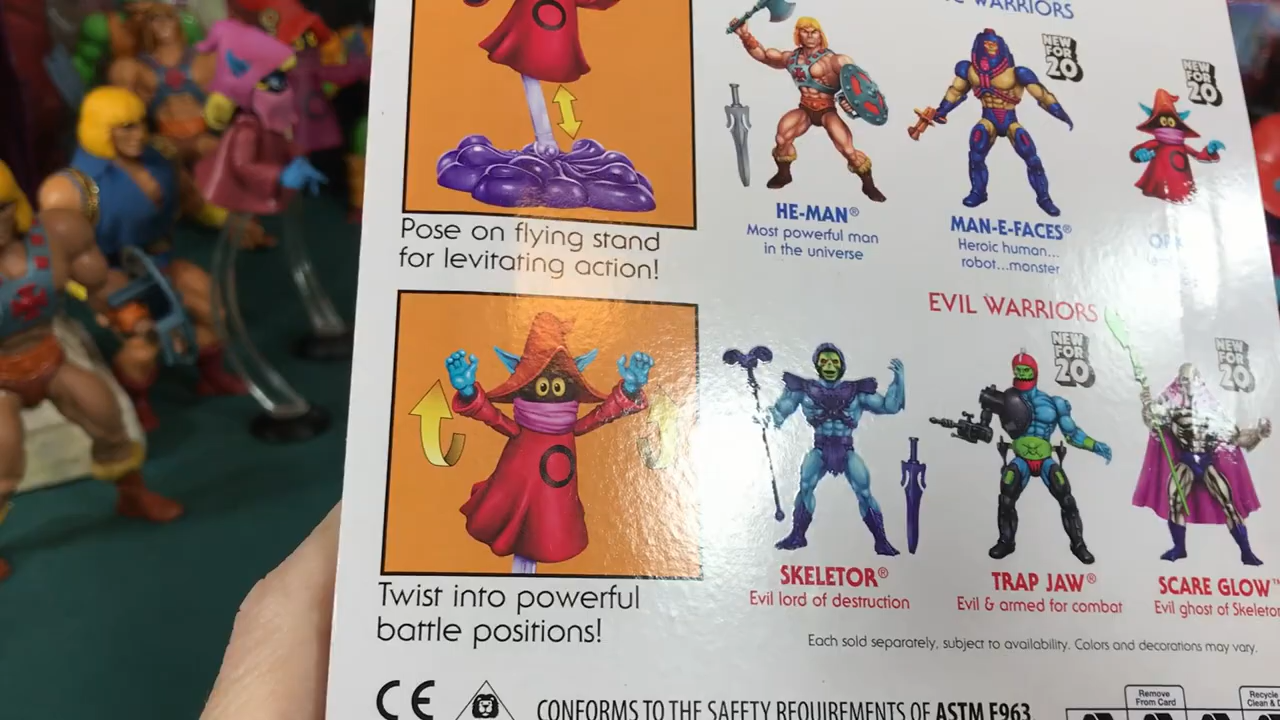 WARRIORS
NEW FOR 20
NEW FOR 20
Pose on flying stand
for levitating action!
HE-MAN®
Most powerful man
in the universe
MAN-E-FACES®
Heroic human...
robot...monster
EVIL WARRIORS
NEW FOR 20
NEW FOR 20
Twist into powerful
battle positions!
SKELETOR®
Evil lord of destruction
TRAP JAW®
Evil & armed for combat
SCARE GLOW™
Evil ghost of Skeletor
Each sold separately, subject to availability. Colors and decorations may vary.
CE
CONFORMS TO THE SAFETY REQUIREMENTS OF ASTM F963
Remove
From Card
Recycle
Clean &